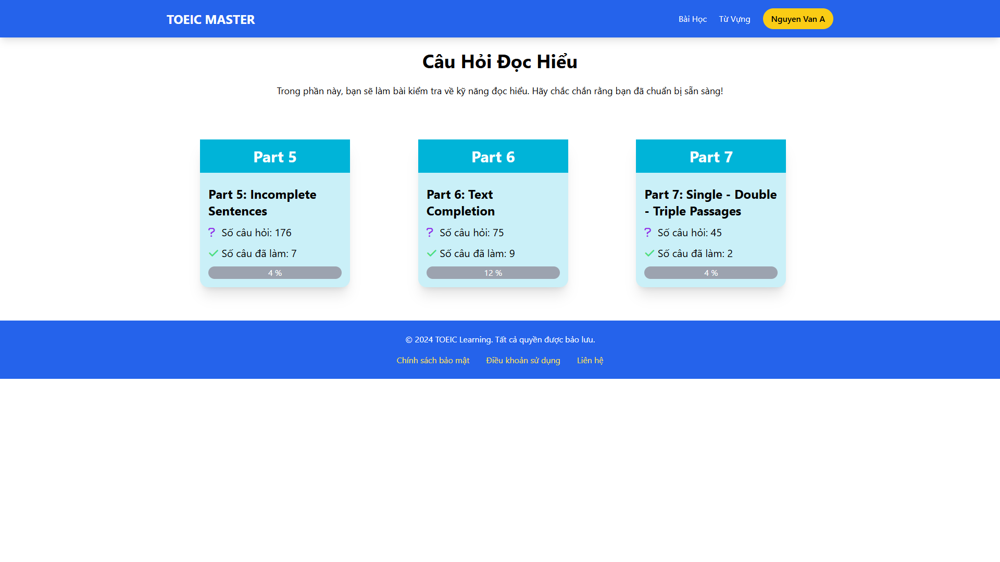 TOEIC MASTER
Bài Học
Từ Vựng
Nguyen Van A
Câu Hỏi Đọc Hiểu
Trong phần này, bạn sẽ làm bài kiểm tra về kỹ năng đọc hiểu. Hãy chắc chắn rằng bạn đã chuẩn bị sẵn sàng!
Part 5
Part 5: Incomplete
Sentences
Số câu hỏi: 176
Số câu đã làm: 7
4 %
Part 6
Part 6: Text
Completion
Số câu hỏi: 75
Số câu đã làm: 9
12 %
Part 7
Part 7: Single - Double
- Triple Passages
Số câu hỏi: 45
Số câu đã làm: 2
4 %
© 2024 TOEIC Learning. Tất cả quyền được bảo lưu.
Chính sách bảo mật
Điều khoản sử dụng
Liên hệ